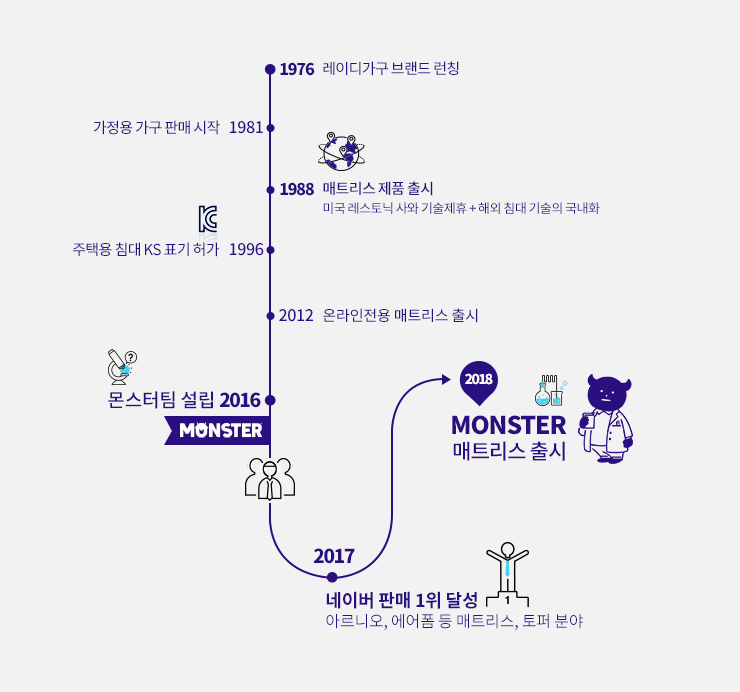 1976 레이디가구 브랜드 런칭
가정용 가구 판매 시작 1981
1988 매트리스 제품 출시
미국 레스토닉 사와 기술제휴 + 해외 침대 기술의 국내화
주택용 침대 KS 표기 허가 1996
2012 온라인전용 매트리스 출시
?
몬스터팀 설립 2016
MONSTER
2018
MONSTER
매트리스 출시
2017
네이버 판매 1위 달성
1
아르니오, 에어폼 등 매트리스, 토퍼 분야